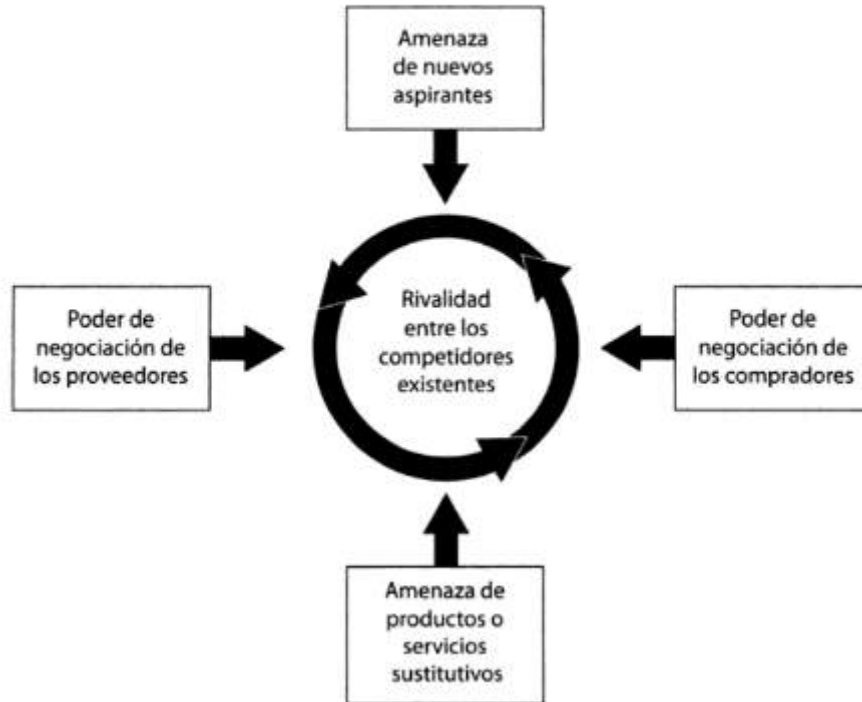 Amenaza
de nuevos
aspirantes
Poder de
negociación de
los proveedores
Rivalidad
entre los
competidores
existentes
Poder de
negociación de
los compradores
Amenaza de
productos o
servicios
sustitutivos